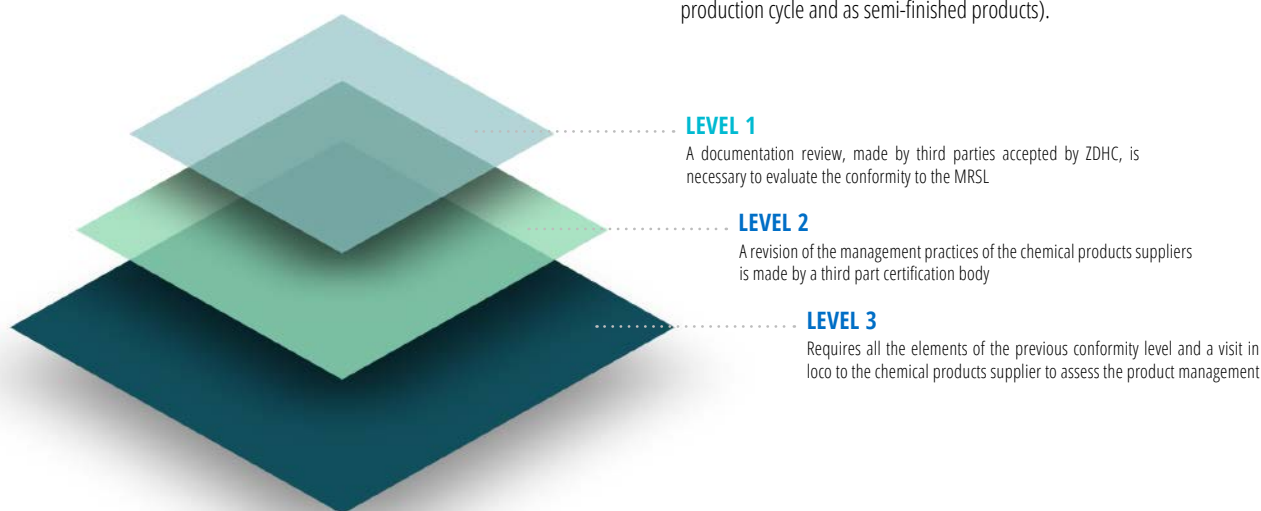 production cycle and as semi-finished products).
LEVEL 1
A documentation review, made by third parties accepted by ZDHC, is
necessary to evaluate the conformity to the MRSL
LEVEL 2
A revision of the management practices of the chemical products suppliers
is made by a third part certification body
LEVEL 3
Requires all the elements of the previous conformity level and a visit in
loco to the chemical products supplier to assess the product management